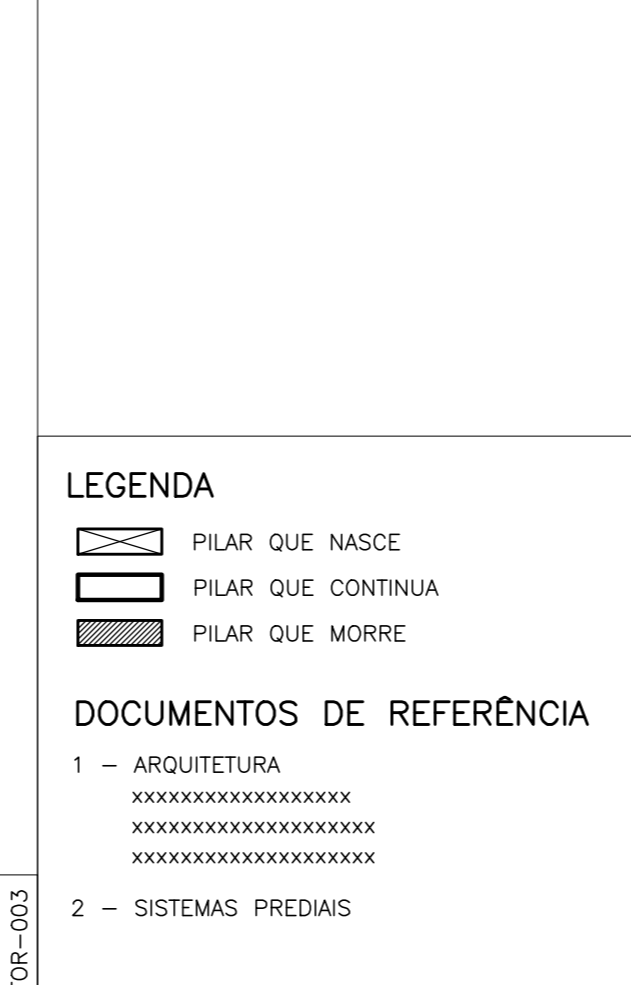 LEGENDA
PILAR QUE NASCE
PILAR QUE CONTINUA
PILAR QUE MORRE
DOCUMENTOS DE REFERÊNCIA
1 – ARQUITETURA
xxxxxxxxxxxxxxxxxx
xxxxxxxxxxxxxxxxxxxx
xxxxxxxxxxxxxxxxxxxx
2 – SISTEMAS PREDIAIS